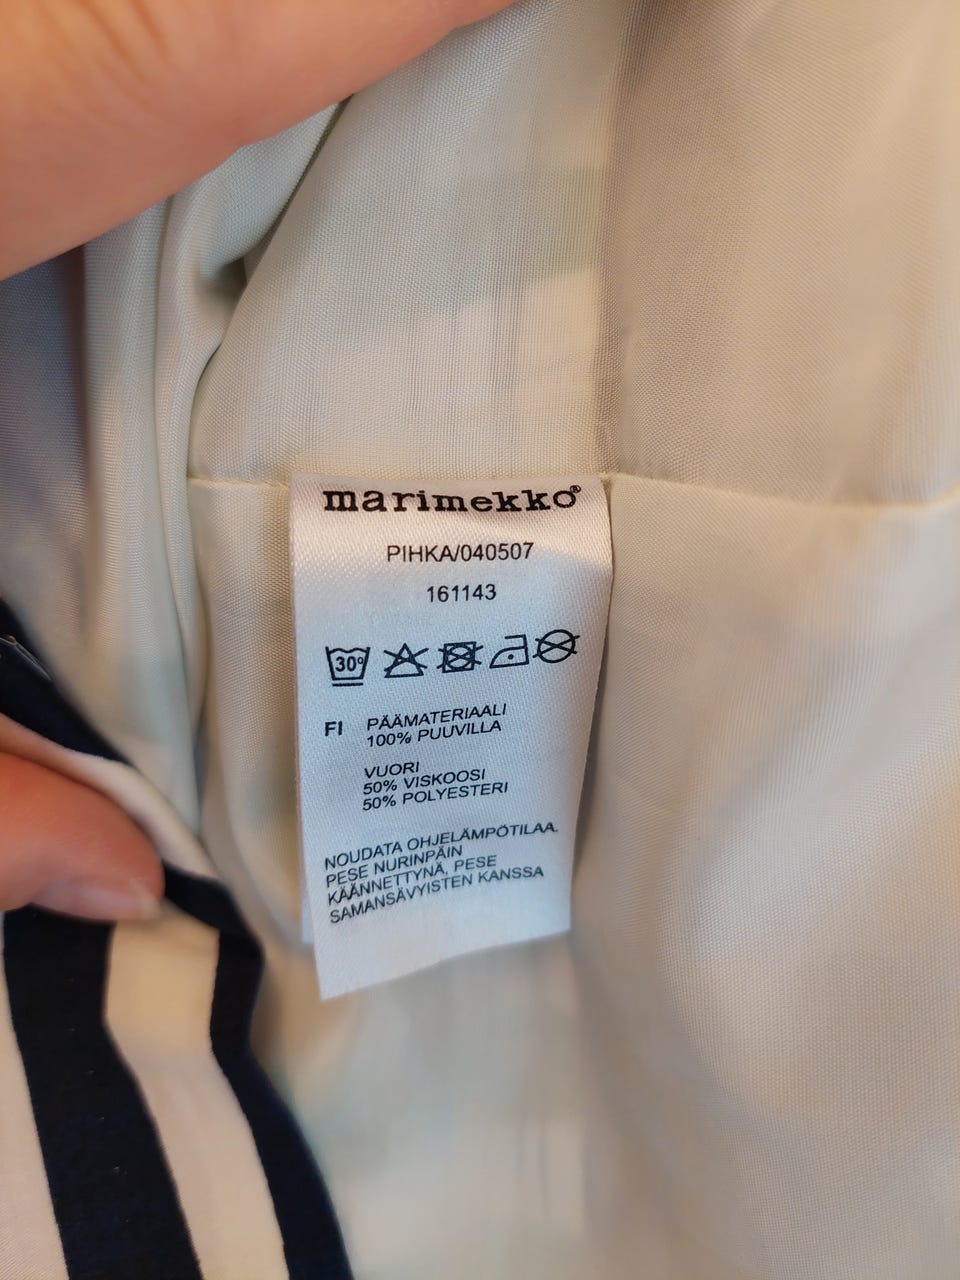 marimekko®
PIHKA/040507
161143
30°
FI PÄÄMATERIAALI
100% PUUVILLA
VUORI
50% VISKOOSI
50% POLYESTERI
NOUDATA OHJELÄMPÖTILAA.
PESE NURINPÄIN
KÄÄNNETTYNÄ, PESE
SAMANSÄVYISTEN KANSSA